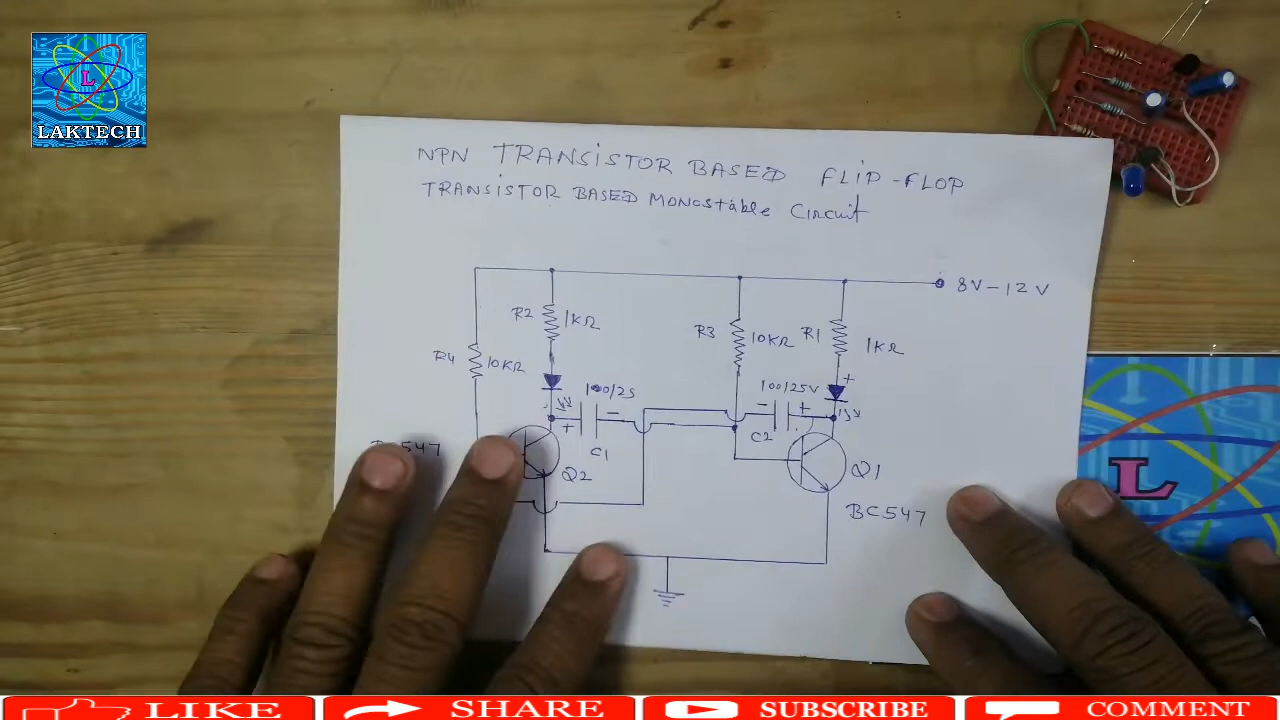 L
LAKTECH
NPN TRANSISTOR BASED FLIP-FLOP
TRANSISTOR BASED MONOSTABLE CIRCUIT
8V-12V
R2 1KΩ
R3 10KΩ
R1 1KΩ
R4 10KΩ
100/25
100/25V
+ -
- +
+
C1
C2
Q2
Q1
BC547
L
LIKE
SHARE
SUBSCRIBE
COMMENT